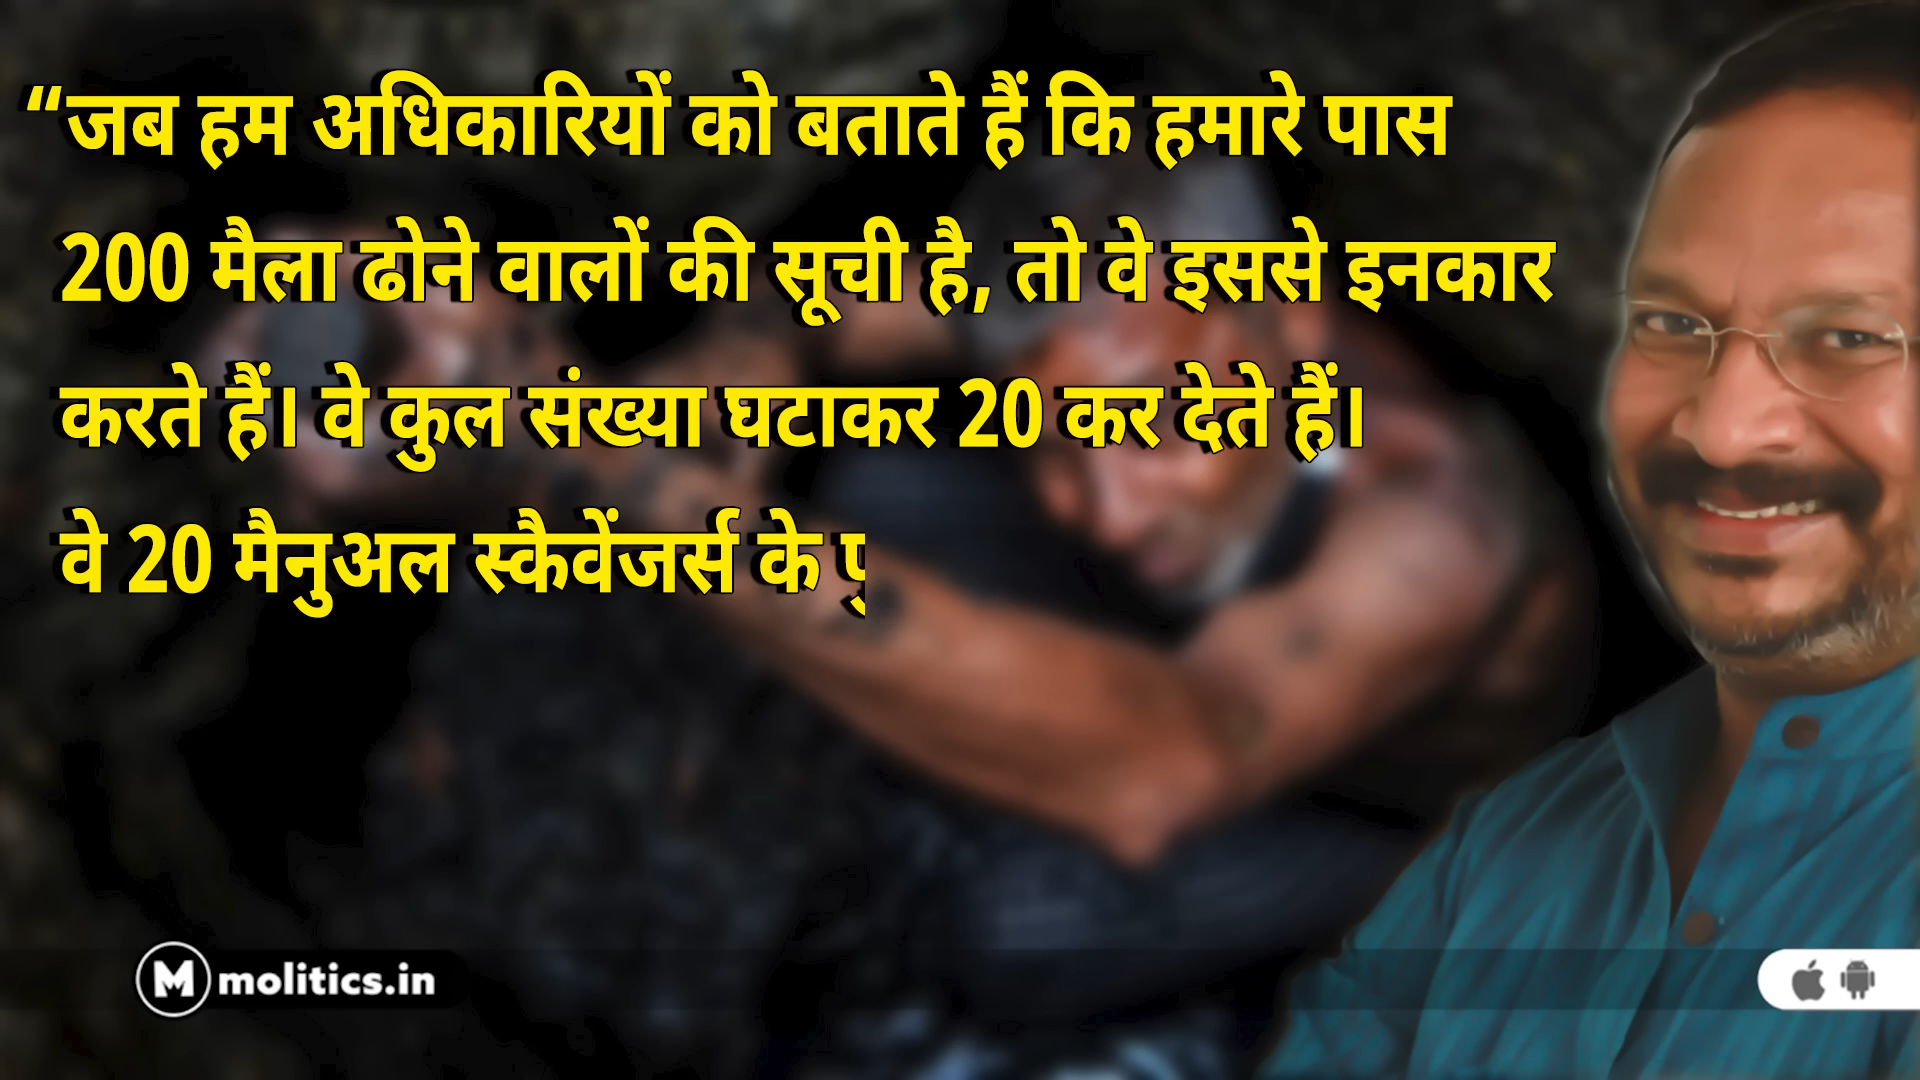 “जब हम अधिकारियों को बताते हैं कि हमारे पास
200 मैला ढोने वालों की सूची है, तो वे इससे इनकार
करते हैं। वे कुल संख्या घटाकर 20 कर देते हैं।
वे 20 मैनुअल स्कैवेंजर्स के
molitics.in